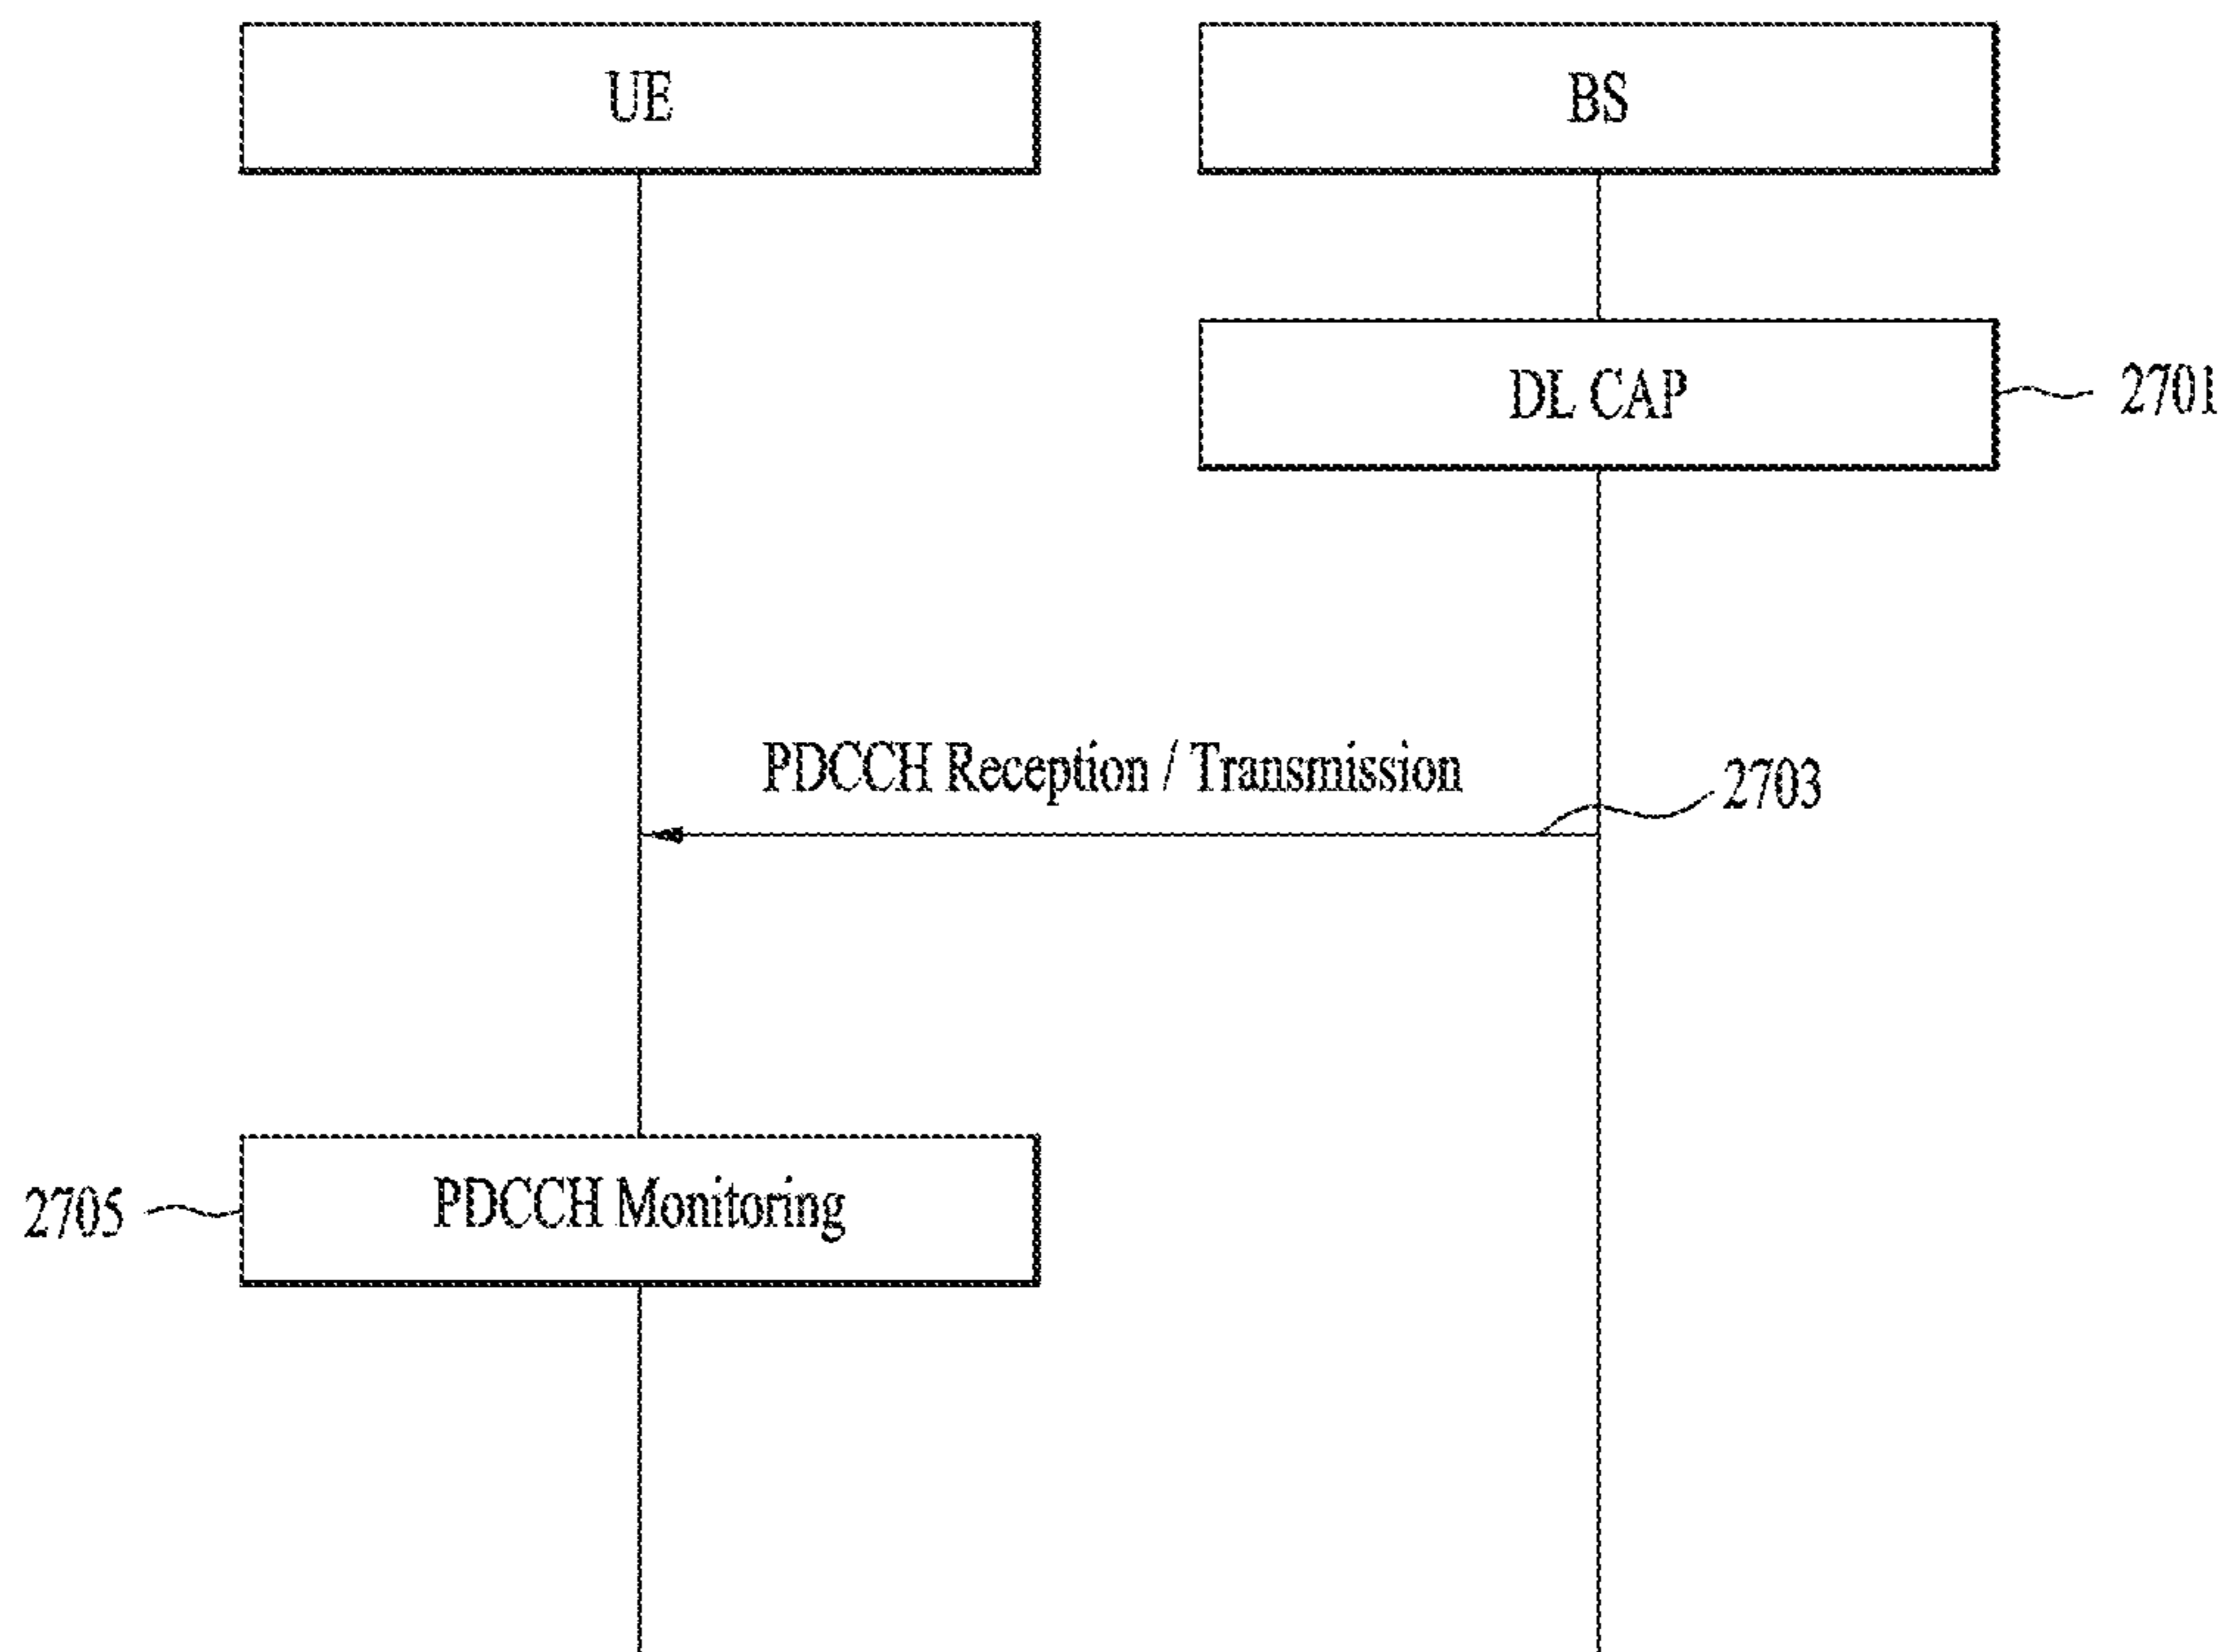 UE
BS
DL CAP
2701
PDCCH Reception / Transmission
2703
2705
PDCCH Monitoring